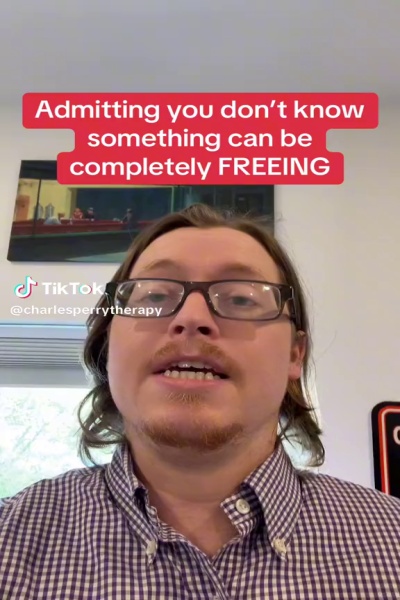 Admitting you don’t know
something can be
completely FREEING
TikTok
@charlesperrytherapy